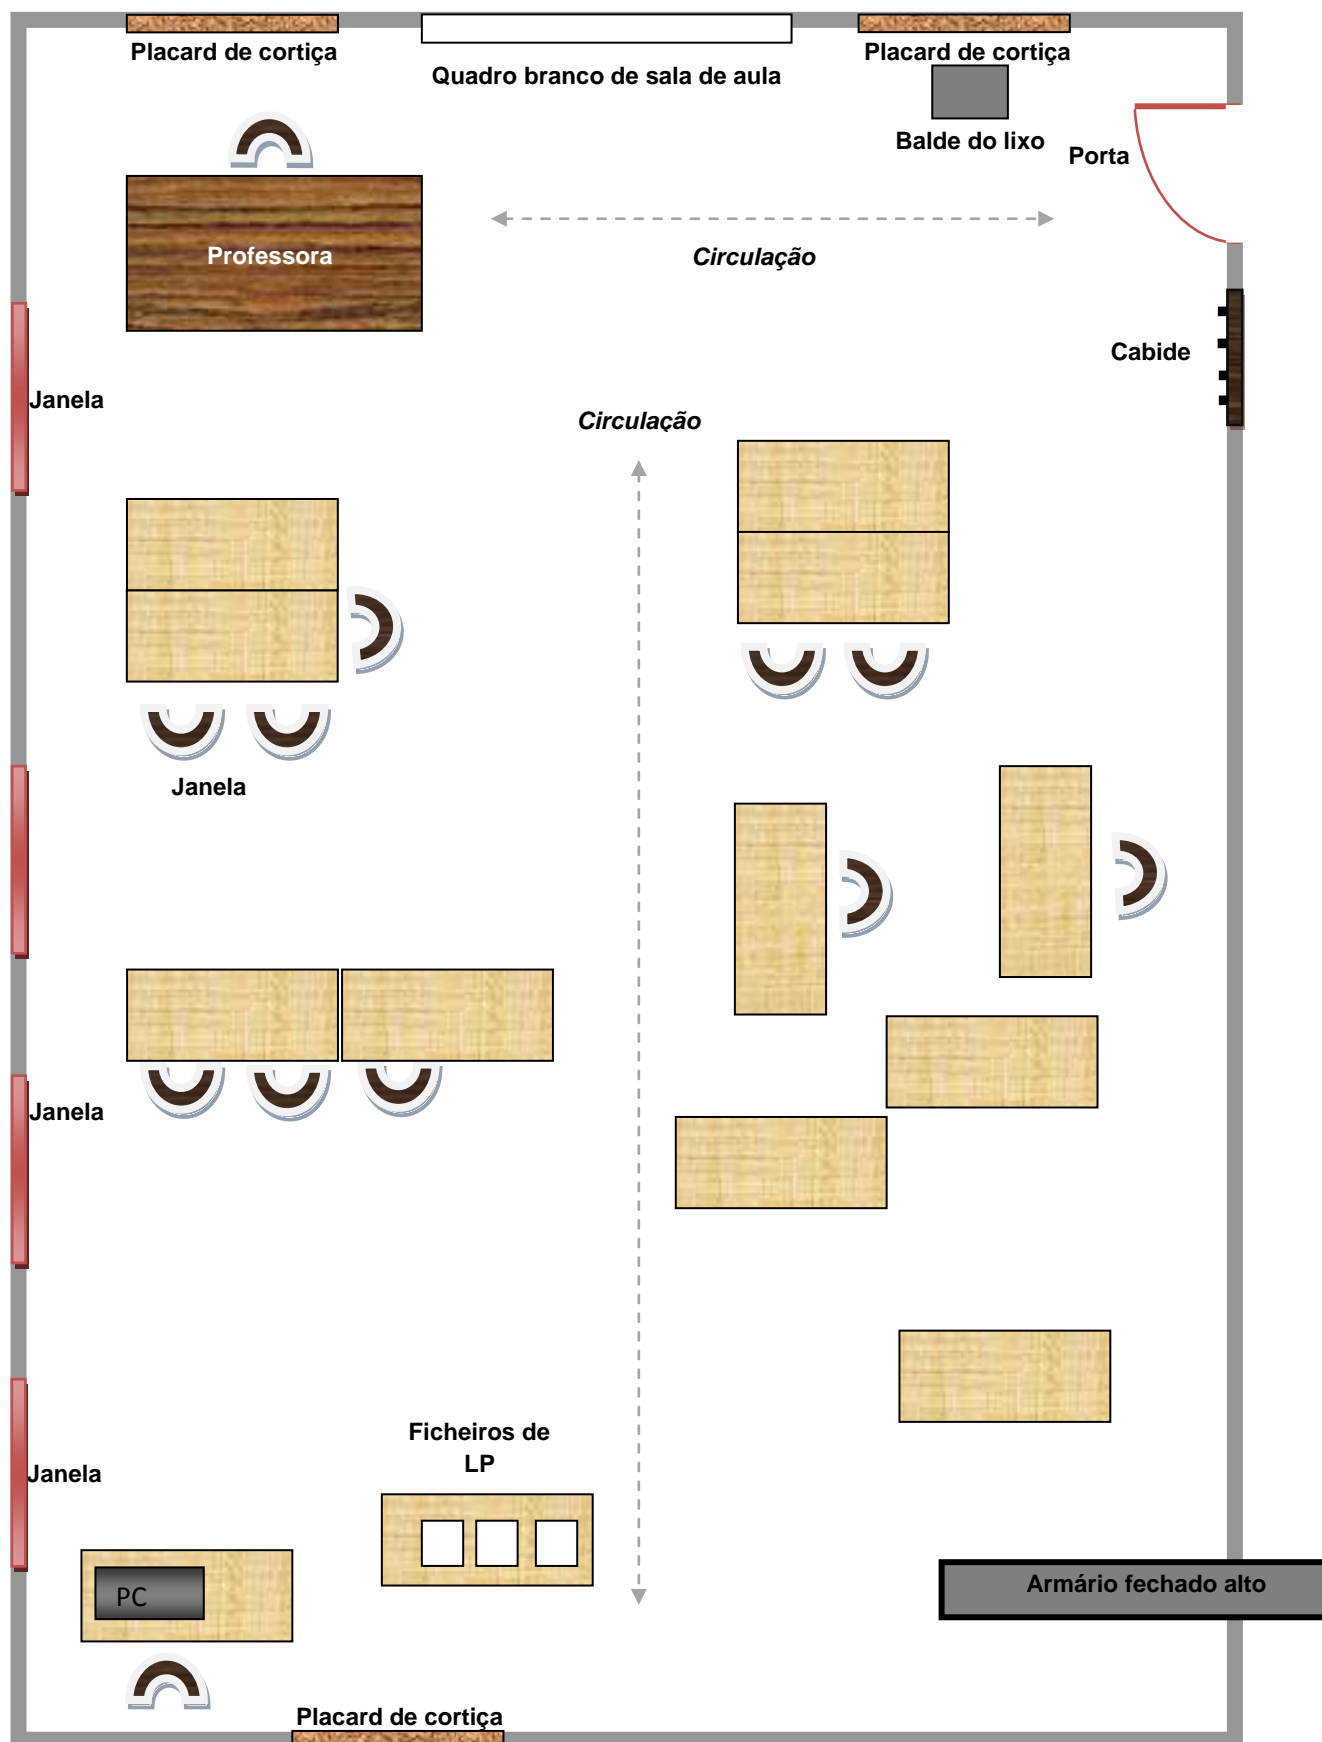 Placard de cortiça
Placard de cortiça
Quadro branco de sala de aula
Balde do lixo
Porta
Professora
Circulação
Cabide
Janela
Circulação
Janela
Janela
Ficheiros de
LP
Janela
Armário fechado alto
PC
Placard de cortiça